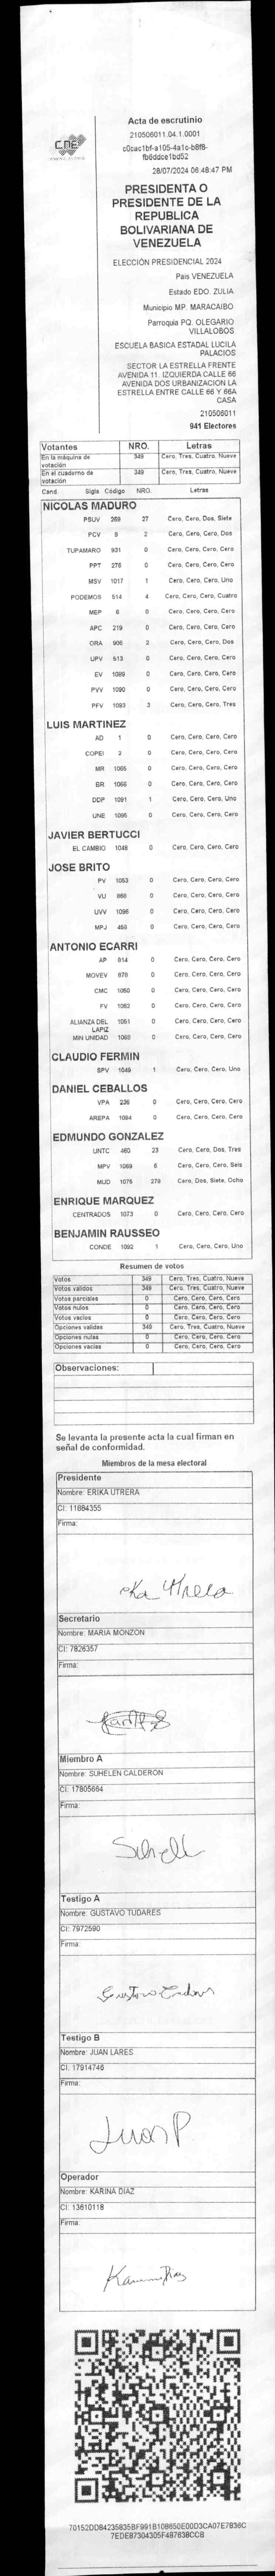 CNE
Acta de escrutinio
210506011.04.1.0001
c0cac1bf-a105-4a1c-b8f8-
fb6ddce1bd52
28/07/2024 06:48:47 PM
PRESIDENTA O
PRESIDENTE DE LA
REPUBLICA
BOLIVARIANA DE
VENEZUELA
ELECCIÓN PRESIDENCIAL 2024
Pais VENEZUELA
Estado EDO. ZULIA
Municipio MP. MARACAIBO
Parroquia PQ. OLEGARIO
VILLALOBOS
ESCUELA BASICA ESTADAL LUCILA
PALACIOS
SECTOR LA ESTRELLA FRENTE
AVENIDA 11. IZQUIERDA CALLE 66
AVENIDA DOS URBANIZACION LA
ESTRELLA ENTRE CALLE 66 Y 66A
CASA
210506011
941 Electores
Votantes NRO. Letras
En la máquina de votación 349 Cero, Tres, Cuatro, Nueve
En el cuaderno de votación 349 Cero, Tres, Cuatro, Nueve
Cand. Sigla Código NRO. Letras
NICOLAS MADURO
PSUV 269 27 Cero, Cero, Dos, Siete
PCV 8 2 Cero, Cero, Cero, Dos
TUPAMARO 931 0 Cero, Cero, Cero, Cero
PPT 276 0 Cero, Cero, Cero, Cero
MSV 1017 1 Cero, Cero, Cero, Uno
PODEMOS 514 4 Cero, Cero, Cero, Cuatro
MEP 6 0 Cero, Cero, Cero, Cero
APC 219 0 Cero, Cero, Cero, Cero
ORA 906 2 Cero, Cero, Cero, Dos
UPV 513 0 Cero, Cero, Cero, Cero
EV 1089 0 Cero, Cero, Cero, Cero
PVV 1090 0 Cero, Cero, Cero, Cero
PFV 1093 3 Cero, Cero, Cero, Tres
LUIS MARTINEZ
AD 1 0 Cero, Cero, Cero, Cero
COPEI 2 0 Cero, Cero, Cero, Cero
MR 1065 0 Cero, Cero, Cero, Cero
BR 1066 0 Cero, Cero, Cero, Cero
DDP 1091 1 Cero, Cero, Cero, Uno
UNE 1095 0 Cero, Cero, Cero, Cero
JAVIER BERTUCCI
EL CAMBIO 1048 0 Cero, Cero, Cero, Cero
JOSE BRITO
PV 1053 0 Cero, Cero, Cero, Cero
VU 868 0 Cero, Cero, Cero, Cero
UVV 1096 0 Cero, Cero, Cero, Cero
MPJ 458 0 Cero, Cero, Cero, Cero
ANTONIO ECARRI
AP 814 0 Cero, Cero, Cero, Cero
MOVEV 878 0 Cero, Cero, Cero, Cero
CMC 1050 0 Cero, Cero, Cero, Cero
FV 1062 0 Cero, Cero, Cero, Cero
ALIANZA DEL LAPIZ 1051 0 Cero, Cero, Cero, Cero
MIN UNIDAD 1068 0 Cero, Cero, Cero, Cero
CLAUDIO FERMIN
SPV 1049 1 Cero, Cero, Cero, Uno
DANIEL CEBALLOS
VPA 236 0 Cero, Cero, Cero, Cero
AREPA 1094 0 Cero, Cero, Cero, Cero
EDMUNDO GONZALEZ
UNTC 460 23 Cero, Cero, Dos, Tres
MPV 1069 6 Cero, Cero, Cero, Seis
MUD 1075 278 Cero, Dos, Siete, Ocho
ENRIQUE MARQUEZ
CENTRADOS 1073 0 Cero, Cero, Cero, Cero
BENJAMIN RAUSSEO
CONDE 1092 1 Cero, Cero, Cero, Uno
Resumen de votos
Votos 349 Cero, Tres, Cuatro, Nueve
Votos validos 349 Cero, Tres, Cuatro, Nueve
Votos parciales 0 Cero, Cero, Cero, Cero
Votos nulos 0 Cero, Cero, Cero, Cero
Votos vacíos 0 Cero, Cero, Cero, Cero
Opciones validas 349 Cero, Tres, Cuatro, Nueve
Opciones nulas 0 Cero, Cero, Cero, Cero
Opciones vacías 0 Cero, Cero, Cero, Cero
Observaciones:
Se levanta la presente acta la cual firman en
señal de conformidad.
Miembros de la mesa electoral
Presidente
Nombre: ERIKA UTRERA
CI: 11884355
Firma:
Secretario
Nombre: MARIA MONZON
CI: 7826357
Firma:
Miembro A
Nombre: SUHELEN CALDERON
CI: 17805664
Firma:
Testigo A
Nombre: GUSTAVO TUDARES
CI: 7972590
Firma:
Testigo B
Nombre: JUAN LARES
CI: 17914746
Firma:
Juan P
Operador
Nombre: KARINA DIAZ
CI: 13610118
Firma:
70152DD84235835BF991B10B650E00D3CA07E7B36C
7EDE87304305F487638CCB